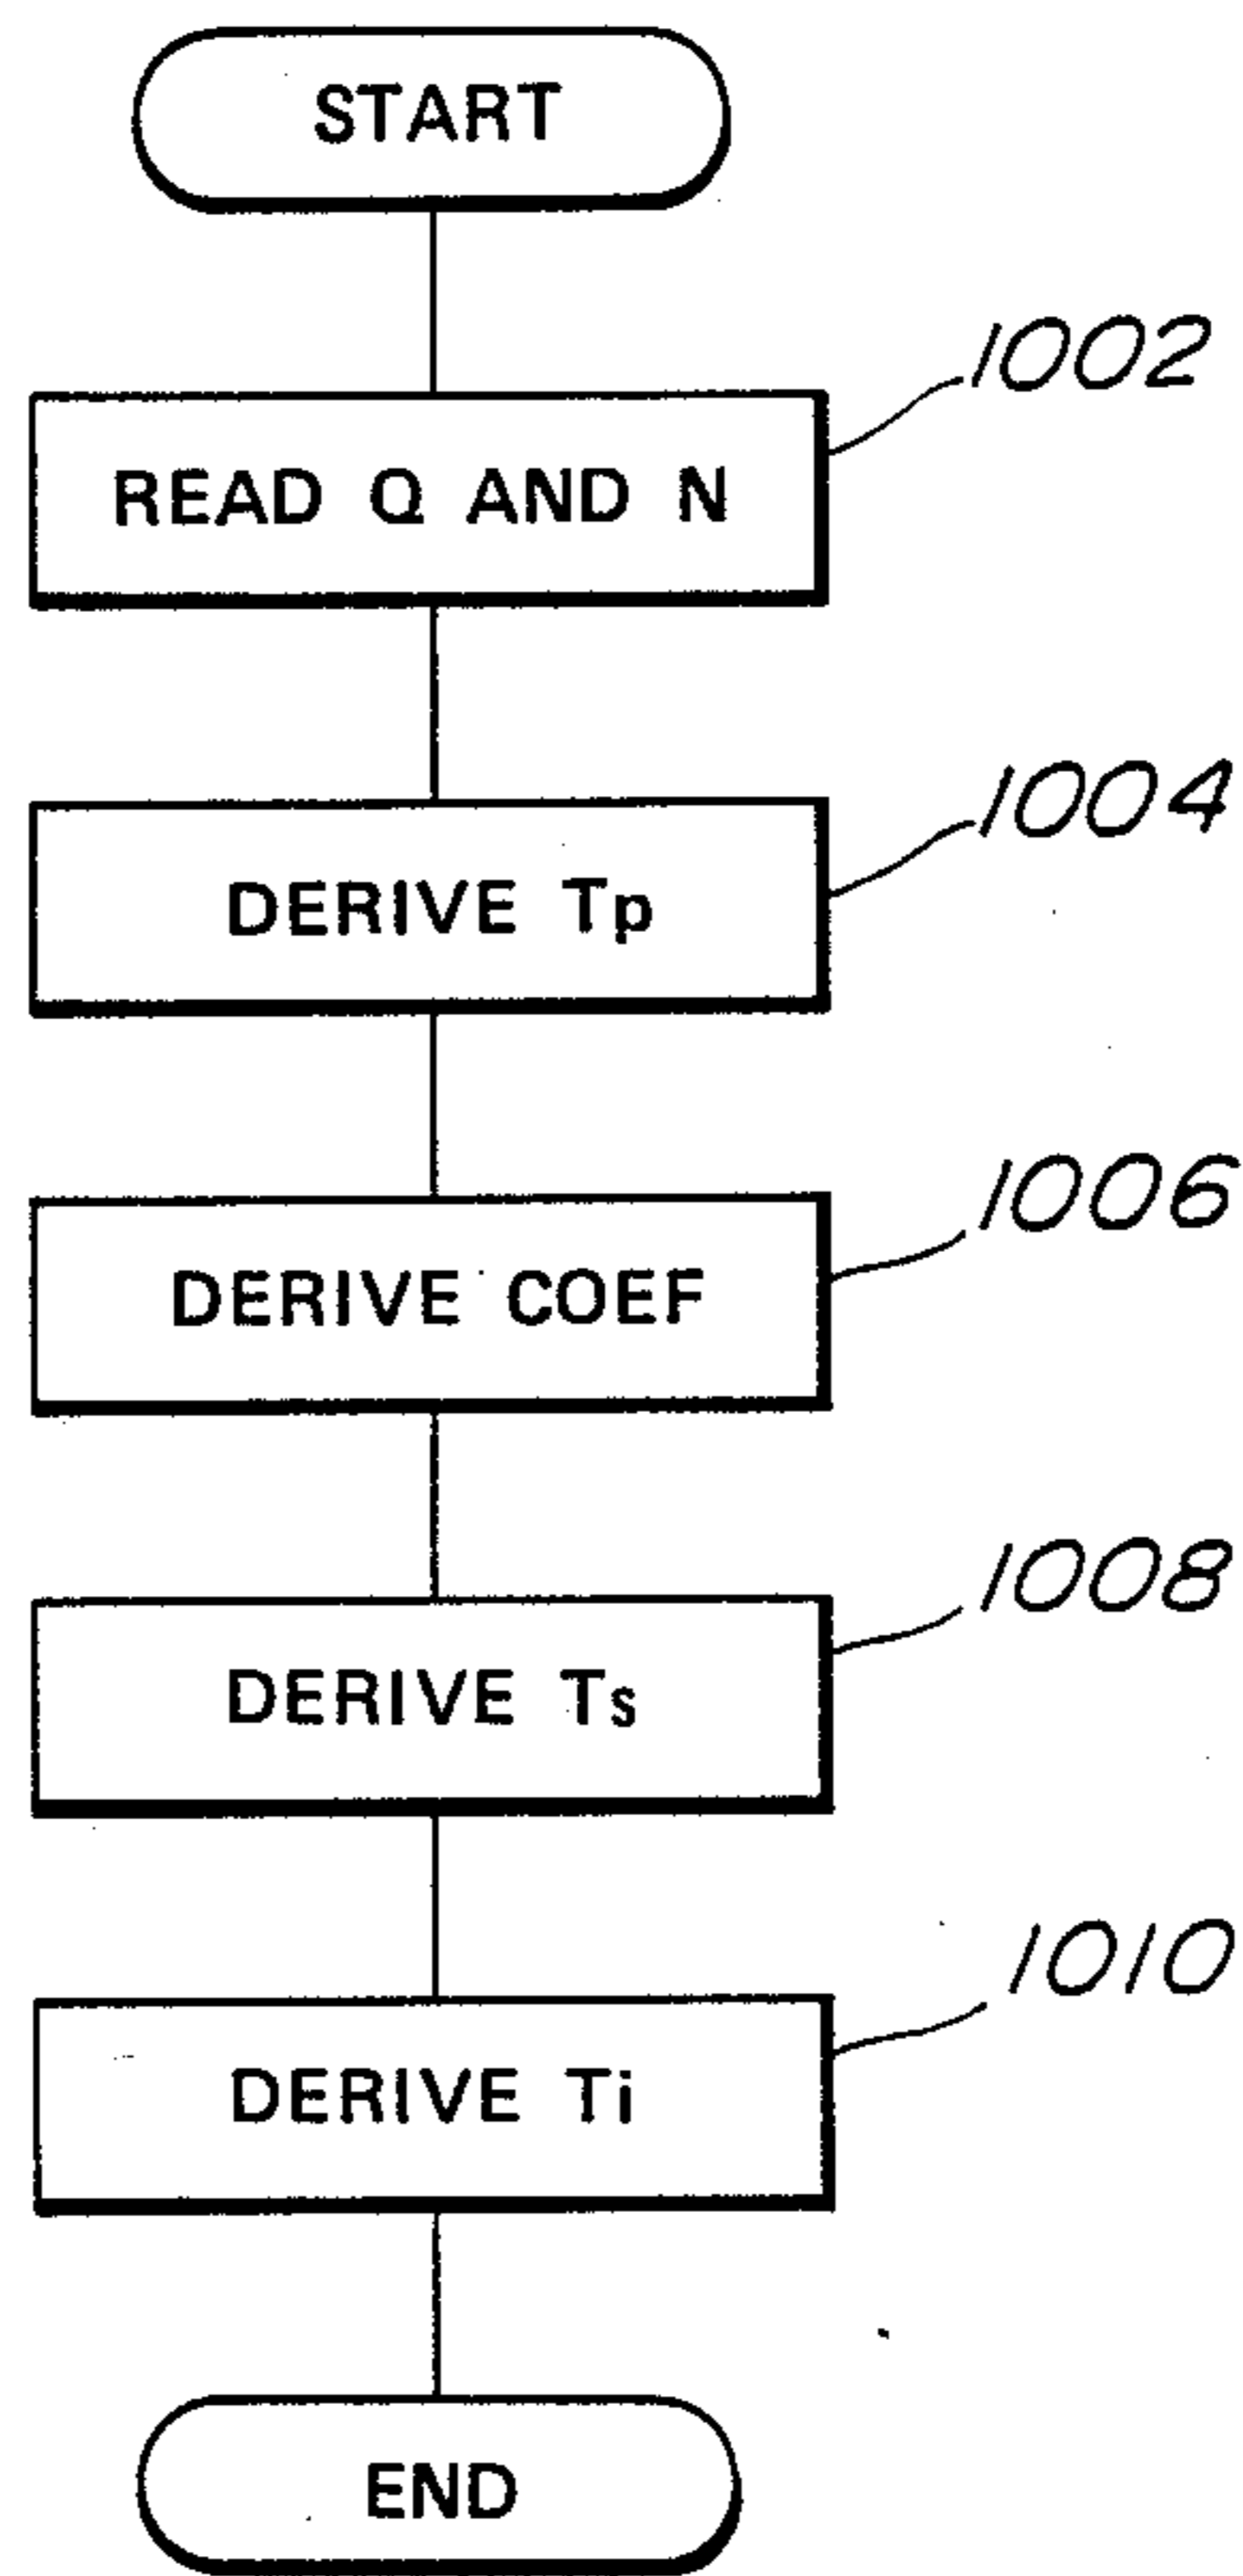 START
1002
READ Q AND N
1004
DERIVE Tp
1006
DERIVE COEF
1008
DERIVE Ts
1010
DERIVE Ti
END